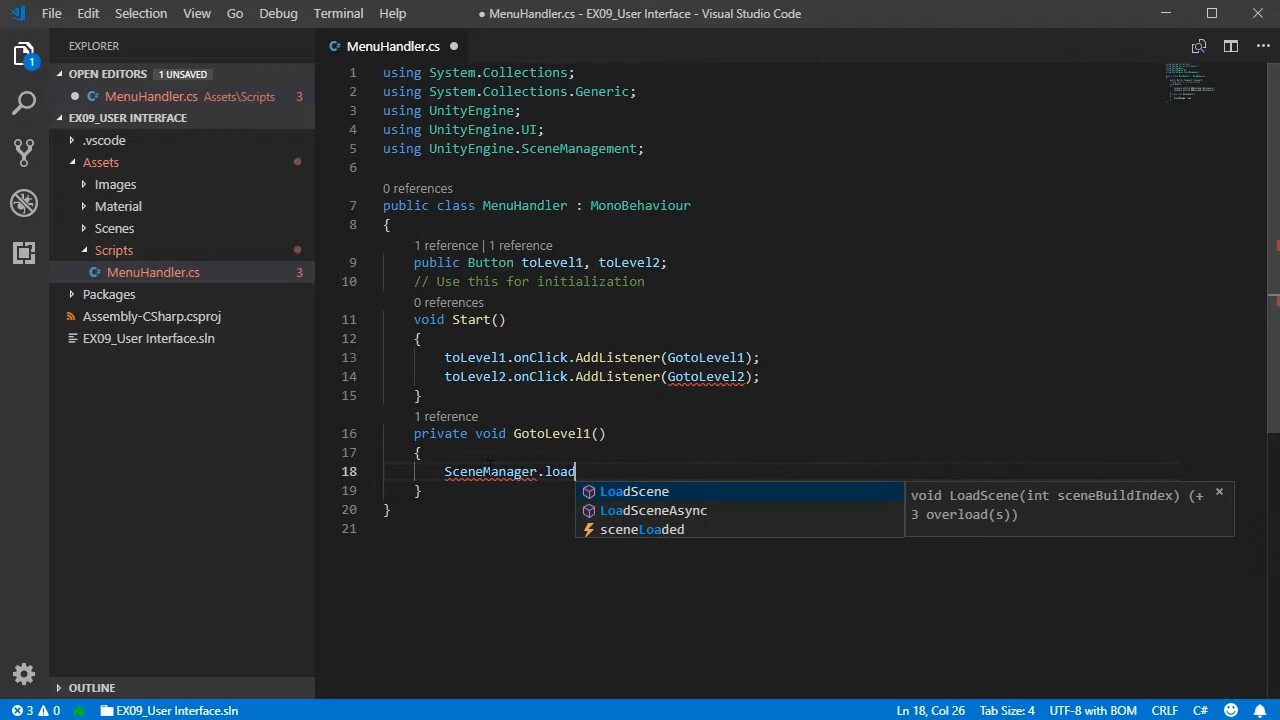 File Edit Selection View Go Debug Terminal Help
● MenuHandler.cs - EX09_User Interface - Visual Studio Code
EXPLORER
OPEN EDITORS 1 UNSAVED
MenuHandler.cs Assets\Scripts 3
EX09_USER INTERFACE
.vscode
Assets
Images
Material
Scenes
Scripts
MenuHandler.cs 3
Packages
Assembly-CSharp.csproj
EX09_User Interface.sln
OUTLINE
1
MenuHandler.cs
1 using System.Collections;
2 using System.Collections.Generic;
3 using UnityEngine;
4 using UnityEngine.UI;
5 using UnityEngine.SceneManagement;
6
0 references
7 public class MenuHandler : MonoBehaviour
8 {
1 reference | 1 reference
9 public Button toLevel1, toLevel2;
10 // Use this for initialization
0 references
11 void Start()
12 {
13 toLevel1.onClick.AddListener(GotoLevel1);
14 toLevel2.onClick.AddListener(GotoLevel2);
15 }
1 reference
16 private void GotoLevel1()
17 {
18 SceneManager.load
19 }
20 }
21
LoadScene
LoadSceneAsync
sceneLoaded
void LoadScene(int sceneBuildIndex) (+
3 overload(s))
3 0 EX09_User Interface.sln
Ln 18, Col 26 Tab Size: 4 UTF-8 with BOM CRLF C#